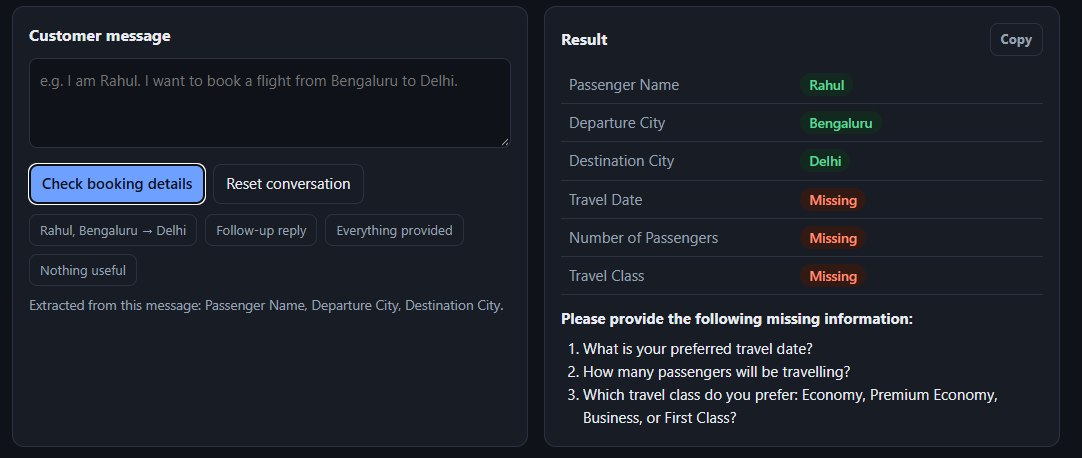 Customer message
e.g. I am Rahul. I want to book a flight from Bengaluru to Delhi.
Check booking details
Reset conversation
Rahul, Bengaluru → Delhi
Follow-up reply
Everything provided
Nothing useful
Extracted from this message: Passenger Name, Departure City, Destination City.
Result
Copy
Passenger Name Rahul
Departure City Bengaluru
Destination City Delhi
Travel Date Missing
Number of Passengers Missing
Travel Class Missing
Please provide the following missing information:
1. What is your preferred travel date?
2. How many passengers will be travelling?
3. Which travel class do you prefer: Economy, Premium Economy,
Business, or First Class?